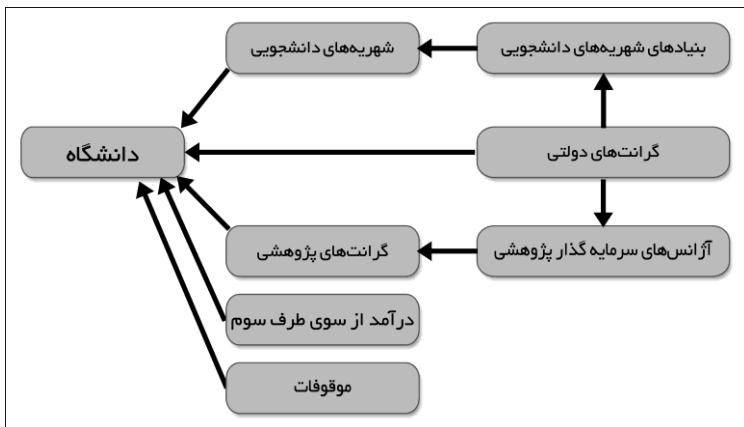 بنیادهای شهریه‌های دانشجویی
شهریه‌های دانشجویی
گرانت‌های دولتی
دانشگاه
آژانس‌های سرمایه گذار پژوهشی
گرانت‌های پژوهشی
درآمد از سوی طرف سوم
موقوفات